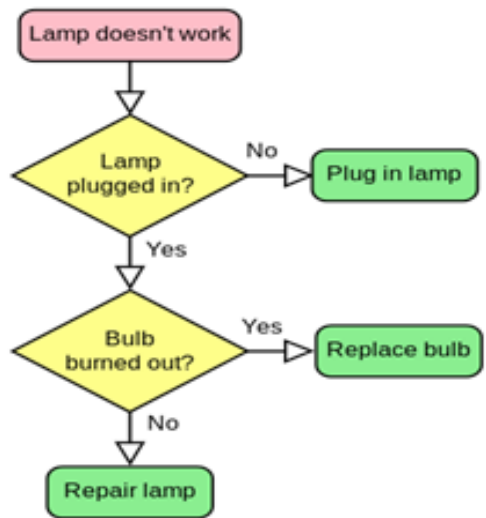 Lamp doesn't work
Lamp
plugged in?
No
Plug in lamp
Yes
Bulb
burned out?
Yes
Replace bulb
No
Repair lamp